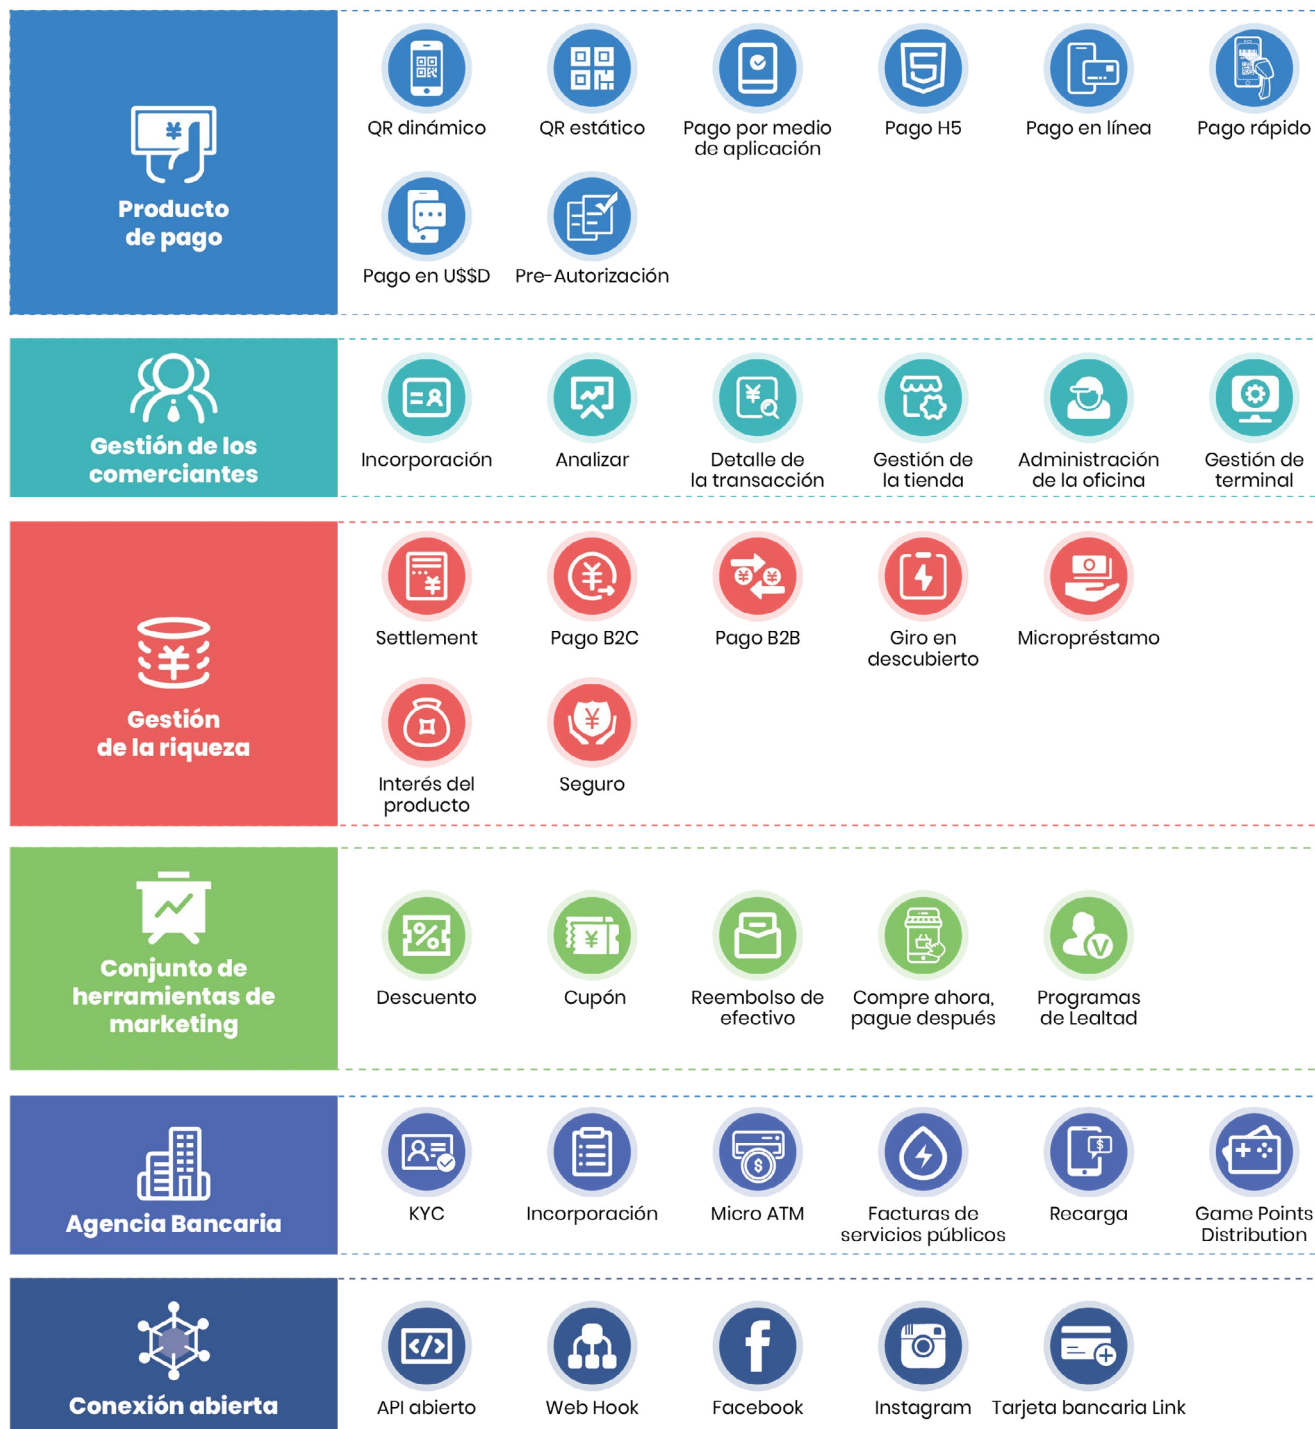 Producto
de pago
QR dinámico
QR estático
Pago por medio
de aplicación
Pago H5
Pago en línea
Pago rápido
Pago en U$$D
Pre-Autorización
Gestión de los
comerciantes
Incorporación
Analizar
Detalle de
la transacción
Gestión de
la tienda
Administración
de la oficina
Gestión de
terminal
Gestión
de la riqueza
Settlement
Pago B2C
Pago B2B
Giro en
descubierto
Micropréstamo
Interés del
producto
Seguro
Conjunto de
herramientas de
marketing
Descuento
Cupón
Reembolso de
efectivo
Compre ahora,
pague después
Programas
de Lealtad
Agencia Bancaria
KYC
Incorporación
Micro ATM
Facturas de
servicios públicos
Recarga
Game Points
Distribution
Conexión abierta
API abierto
Web Hook
Facebook
Instagram
Tarjeta bancaria Link